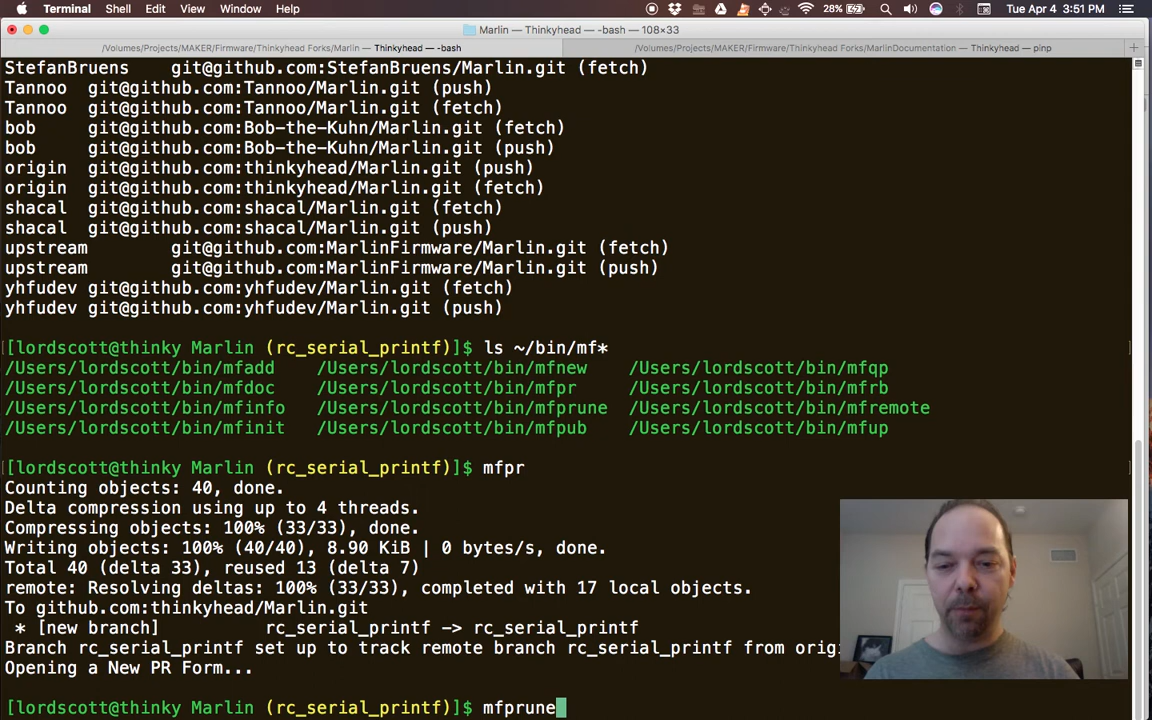 Terminal Shell Edit View Window Help 28% Tue Apr 4 3:51 PM
Marlin — Thinkyhead — -bash — 108×33
/Volumes/Projects/MAKER/Firmware/Thinkyhead Forks/Marlin — Thinkyhead — -bash
/Volumes/Projects/MAKER/Firmware/Thinkyhead Forks/MarlinDocumentation — Thinkyhead — pinp
StefanBruens git@github.com:StefanBruens/Marlin.git (fetch)
Tannoo git@github.com:Tannoo/Marlin.git (push)
Tannoo git@github.com:Tannoo/Marlin.git (fetch)
bob git@github.com:Bob-the-Kuhn/Marlin.git (fetch)
bob git@github.com:Bob-the-Kuhn/Marlin.git (push)
origin git@github.com:thinkyhead/Marlin.git (push)
origin git@github.com:thinkyhead/Marlin.git (fetch)
shacal git@github.com:shacal/Marlin.git (fetch)
shacal git@github.com:shacal/Marlin.git (push)
upstream git@github.com:MarlinFirmware/Marlin.git (fetch)
upstream git@github.com:MarlinFirmware/Marlin.git (push)
yhfudev git@github.com:yhfudev/Marlin.git (fetch)
yhfudev git@github.com:yhfudev/Marlin.git (push)
[lordscott@thinky Marlin (rc_serial_printf)]$ ls ~/bin/mf*
/Users/lordscott/bin/mfadd /Users/lordscott/bin/mfnew /Users/lordscott/bin/mfqp
/Users/lordscott/bin/mfdoc /Users/lordscott/bin/mfpr /Users/lordscott/bin/mfrb
/Users/lordscott/bin/mfinfo /Users/lordscott/bin/mfprune /Users/lordscott/bin/mfremote
/Users/lordscott/bin/mfinit /Users/lordscott/bin/mfpub /Users/lordscott/bin/mfup
[lordscott@thinky Marlin (rc_serial_printf)]$ mfpr
Counting objects: 40, done.
Delta compression using up to 4 threads.
Compressing objects: 100% (33/33), done.
Writing objects: 100% (40/40), 8.90 KiB | 0 bytes/s, done.
Total 40 (delta 33), reused 13 (delta 7)
remote: Resolving deltas: 100% (33/33), completed with 17 local objects.
To github.com:thinkyhead/Marlin.git
* [new branch] rc_serial_printf -> rc_serial_printf
Branch rc_serial_printf set up to track remote branch rc_serial_printf from orig
Opening a New PR Form...
[lordscott@thinky Marlin (rc_serial_printf)]$ mfprune